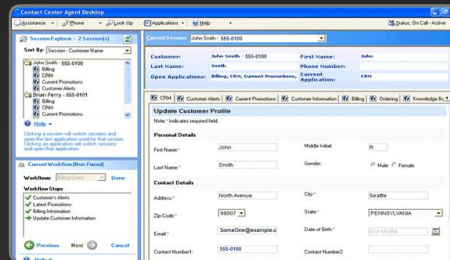 Contact Center Agent Desktop
Assistance Phone Look Up Applications Help Status: On Call - Active
Session Explorer - 2 Session(s)
Sort By: Session - Customer Name
John Smith - 555-0100
Billing
CRM
Current Promotions
Customer Alerts
Brian Perry - 555-0101
Billing
CRM
Help
Clicking a session will switch sessions and
open the last application used for that session.
Clicking an application will switch sessions
and open that application.
Current Workflow (Non Forced)
Workflow: Billing Query Done
Workflow Steps:
Customer's Alerts
Latest Promotions
Billing Information
Update Customer Information
Previous Next Cancel
Help
Current Session: John Smith - 555-0100
Customer: John Smith - 555-0100 First Name: John
Last Name: Smith Phone Number:
Open Applications: Billing, CRM, Current Promotions, Current Application:
CRM Customer Alerts Current Promotions Customer Information Billing Ordering Knowledge
Update Customer Profile
Note:* Indicates required field.
Personal Details
First Name:* John Middle Initial R
Last Name:* Smith Gender: Male Female
Contact Details
Address:* North Avenue City:* Seattle
Zip Code:* 98007 State:* PENNSYLVANIA
Email:* SomeOne@example.c Date of Birth:*
Contact Number1: 555-0100 Contact Number2: